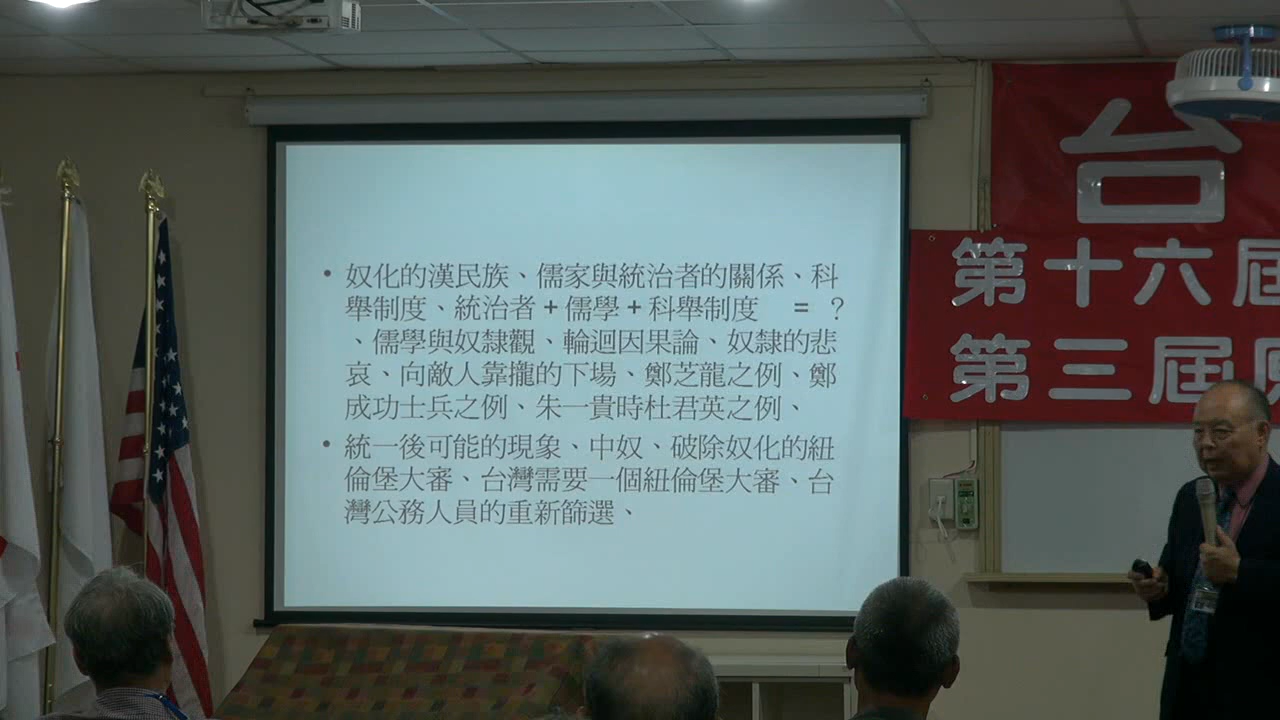 • 奴化的漢民族、儒家與統治者的關係、科
舉制度、統治者 + 儒學 + 科舉制度 = ？
、儒學與奴隸觀、輪迴因果論、奴隸的悲
哀、向敵人靠攏的下場、鄭芝龍之例、鄭
成功士兵之例、朱一貴時杜君英之例、
• 統一後可能的現象、中奴、破除奴化的紐
倫堡大審、台灣需要一個紐倫堡大審、台
灣公務人員的重新篩選、
台
第十六屆
第三屆